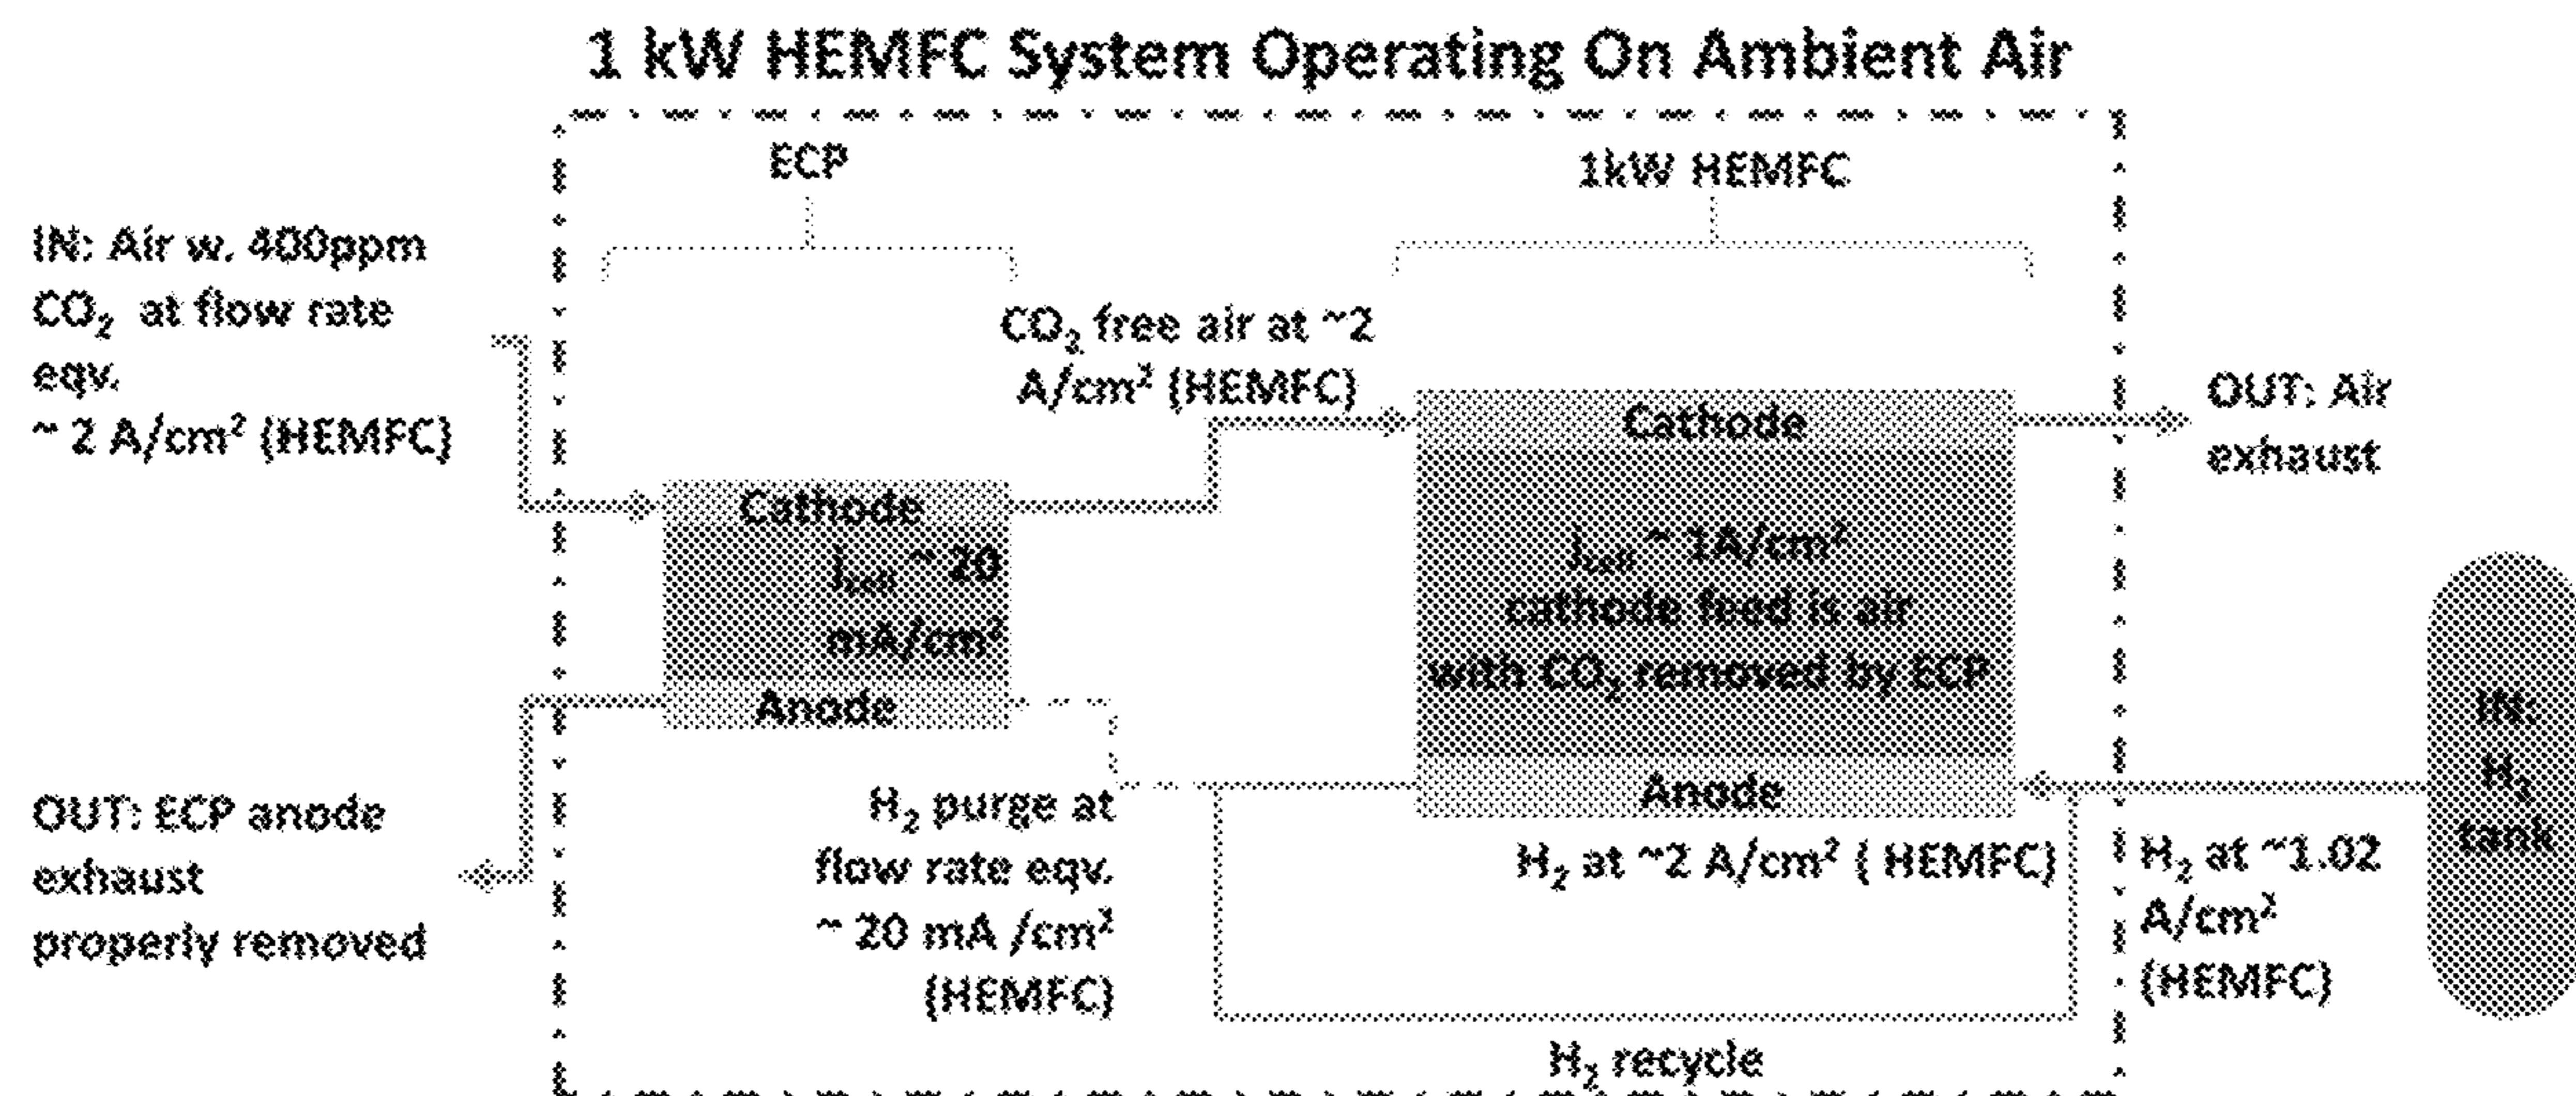 1 kW HEMFC System Operating On Ambient Air
ECP
1kW HEMFC
IN: Air w. 400ppm
CO₂ at flow rate
eqv.
~ 2 A/cm² (HEMFC)
CO₂ free air at ~2
A/cm² (HEMFC)
Cathode
j_cell ~ 20
mA/cm²
Anode
Cathode
j_cell ~ 1A/cm²
cathode feed is air
with CO₂ removed by ECP
Anode
OUT: Air
exhaust
IN:
H₂
tank
OUT: ECP anode
exhaust
properly removed
H₂ purge at
flow rate eqv.
~ 20 mA /cm²
(HEMFC)
H₂ at ~2 A/cm² ( HEMFC)
H₂ at ~1.02
A/cm²
(HEMFC)
H₂ recycle